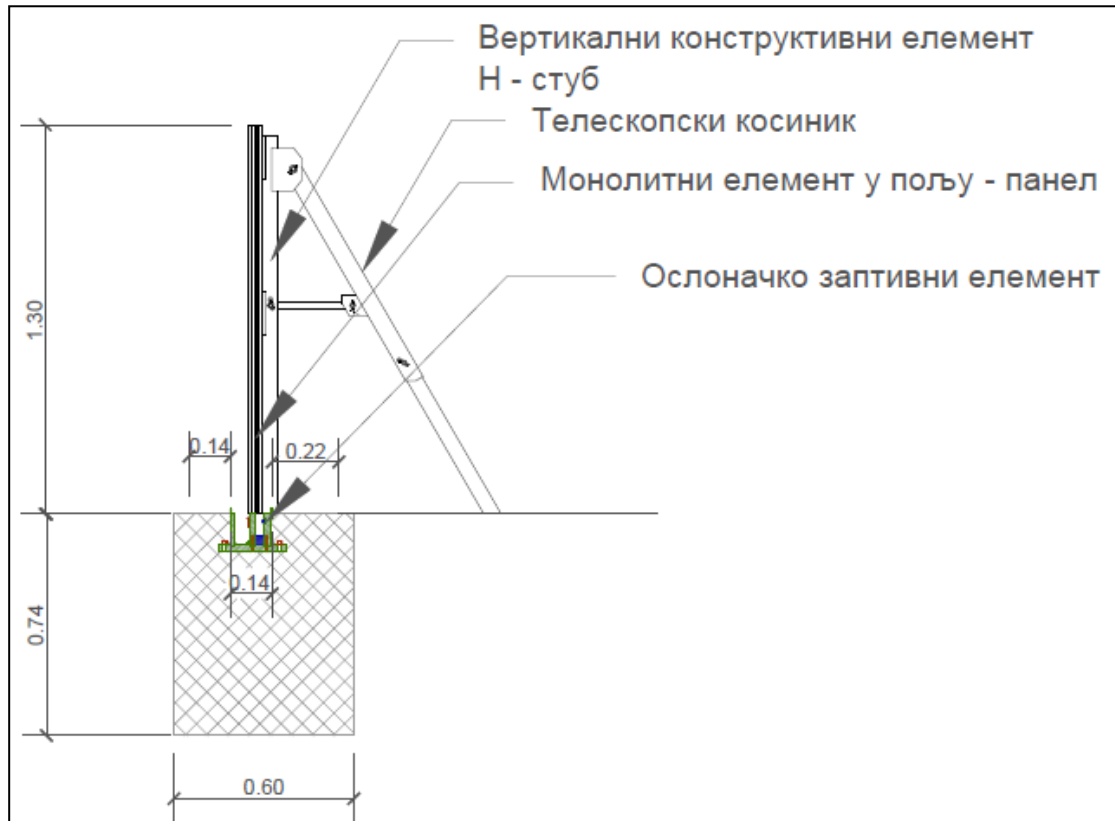 Вертикални конструктивни елемент
Н - стуб
Телескопски косиник
Монолитни елемент у пољу - панел
Ослоначко заптивни елемент
1.30
0.14
0.22
0.14
0.74
0.60